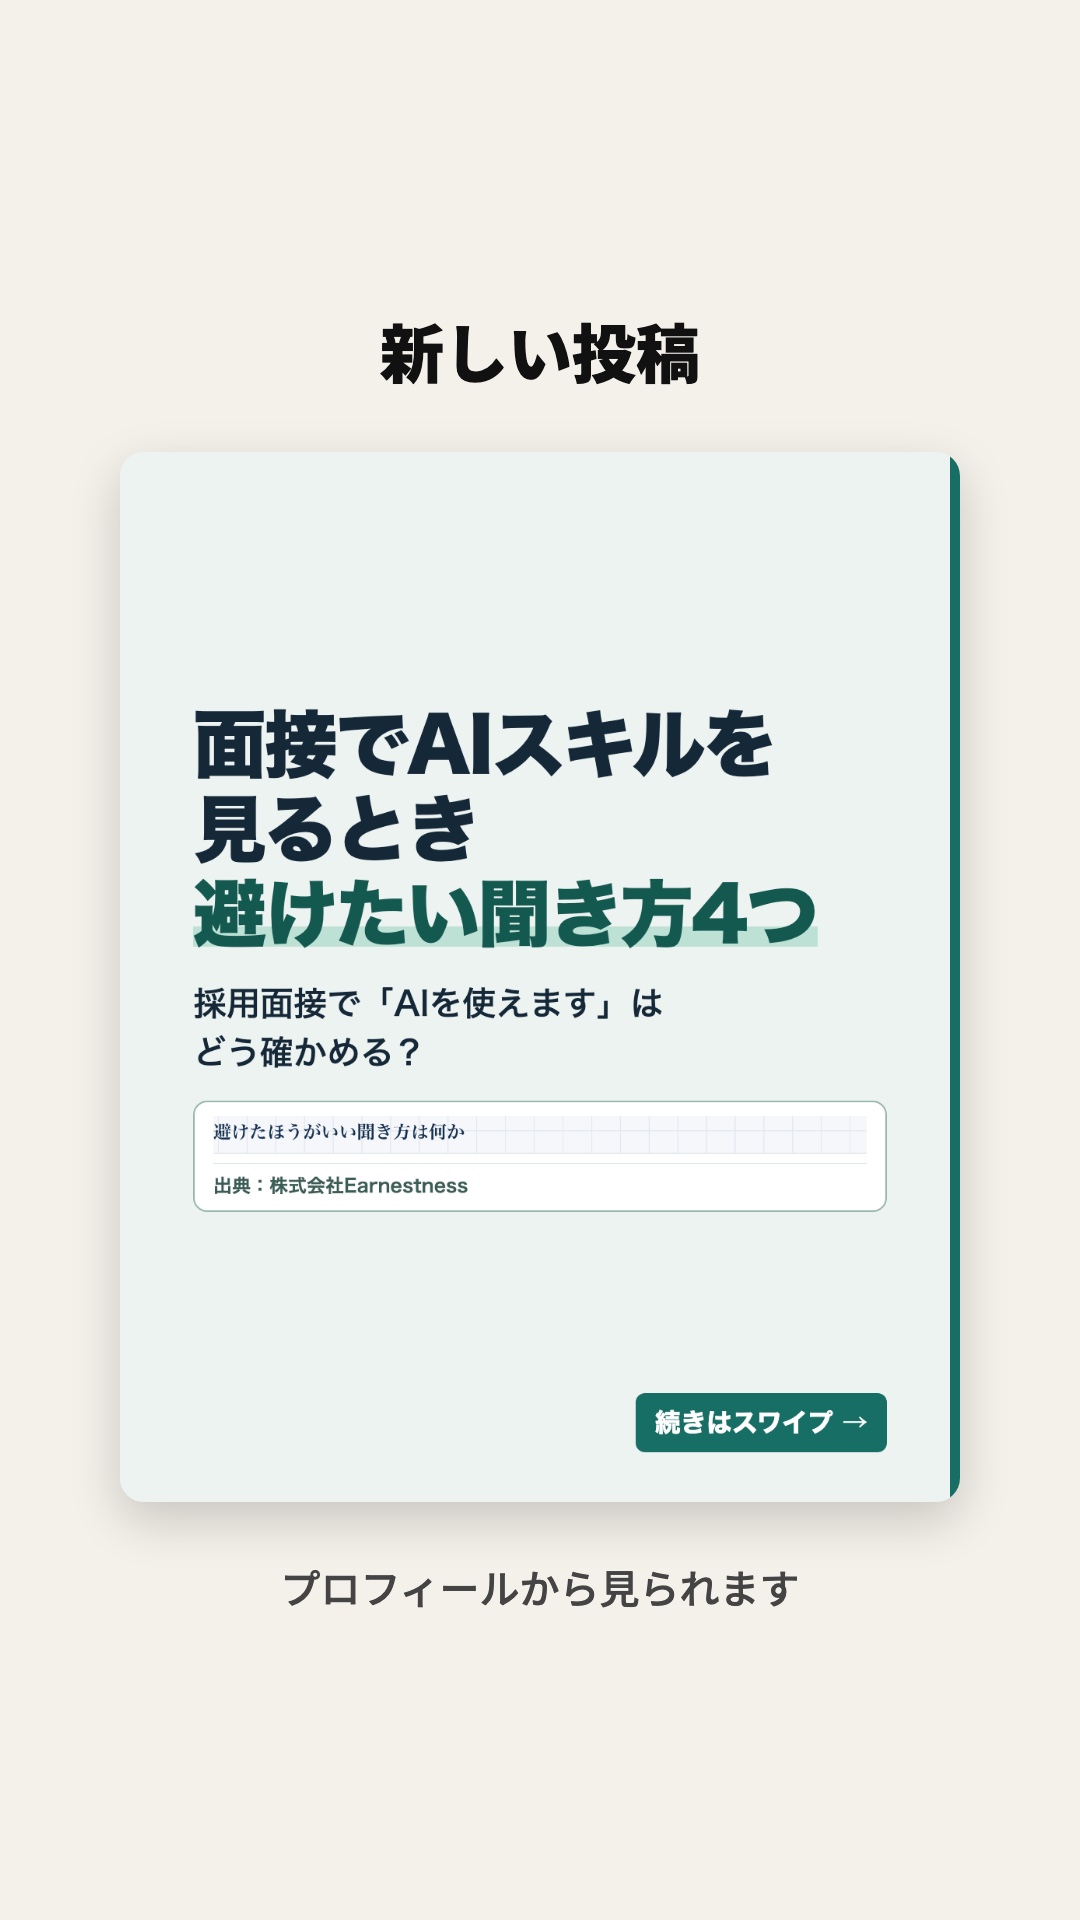 新しい投稿
面接でAIスキルを
見るとき
避けたい聞き方4つ
採用面接で「AIを使えます」は
どう確かめる？
避けたほうがいい聞き方は何か
出典：株式会社Earnestness
続きはスワイプ →
プロフィールから見られます